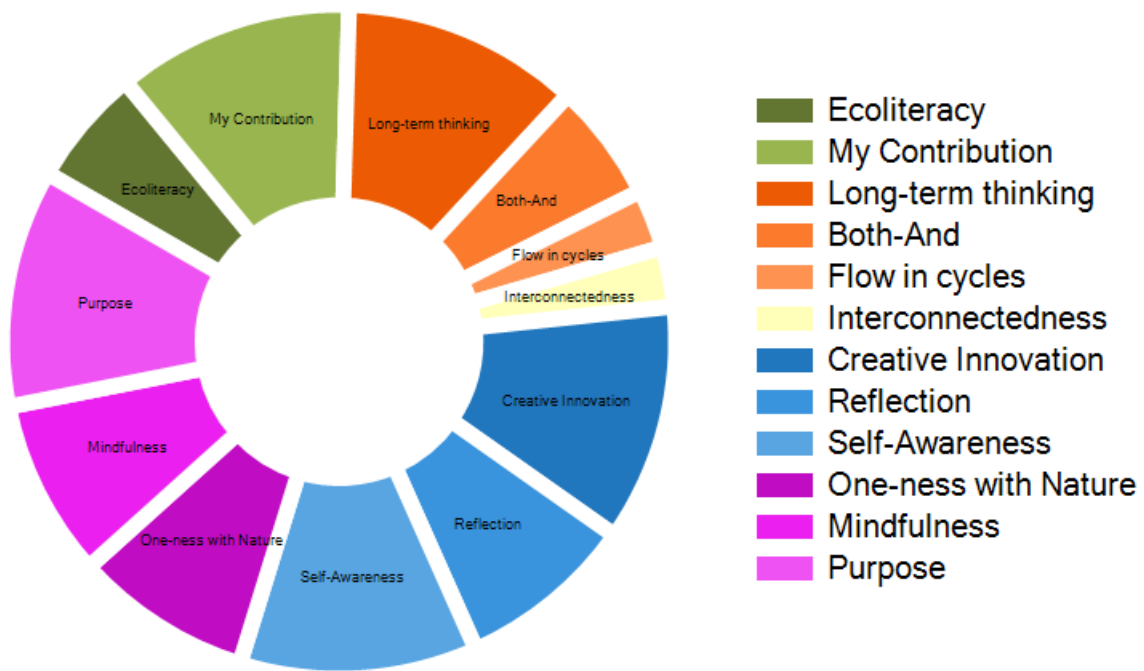 My Contribution
Long-term thinking
Ecoliteracy
Both-And
Flow in cycles
Interconnectedness
Purpose
Creative Innovation
Mindfulness
Reflection
One-ness with Nature
Self-Awareness
Ecoliteracy
My Contribution
Long-term thinking
Both-And
Flow in cycles
Interconnectedness
Creative Innovation
Reflection
Self-Awareness
One-ness with Nature
Mindfulness
Purpose